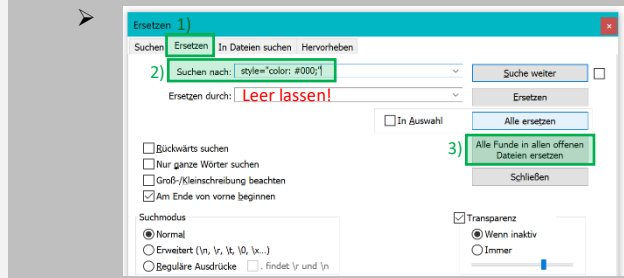 Ersetzen 1)
Suchen Ersetzen In Dateien suchen Hervorheben
2) Suchen nach: style="color: #000;" Suche weiter
Ersetzen durch: Leer lassen! Ersetzen
In Auswahl Alle ersetzen
3) Alle Funde in allen offenen
Dateien ersetzen
Rückwärts suchen
Nur ganze Wörter suchen
Groß-/Kleinschreibung beachten Schließen
Am Ende von vorne beginnen
Suchmodus Transparenz
Normal Wenn inaktiv
Erweitert (\n, \r, \t, \0, \x...) Immer
Reguläre Ausdrücke . findet \r und \n